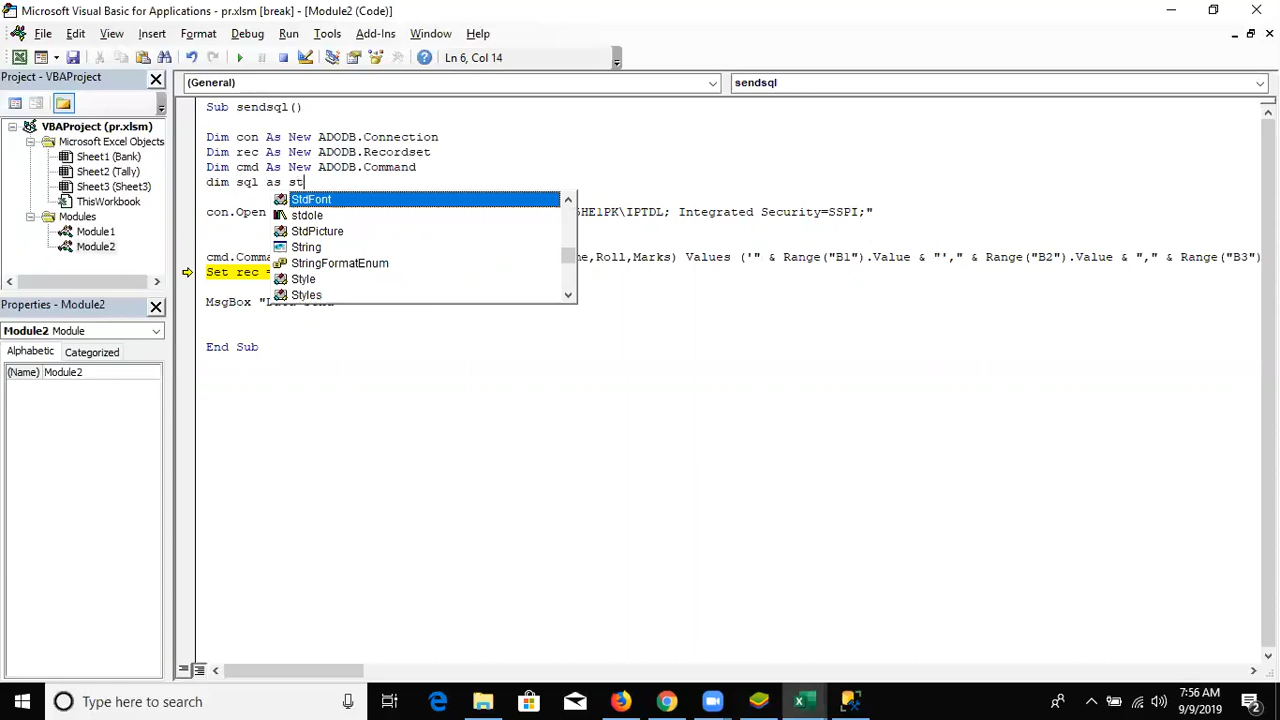 Microsoft Visual Basic for Applications - pr.xlsm [break] - [Module2 (Code)]
File Edit View Insert Format Debug Run Tools Add-Ins Window Help
Ln 6, Col 14
Project - VBAProject
(General)
sendsql
VBAProject (pr.xlsm)
Microsoft Excel Objects
Sheet1 (Bank)
Sheet2 (Tally)
Sheet3 (Sheet3)
ThisWorkbook
Modules
Module1
Module2
Properties - Module2
Module2 Module
Alphabetic Categorized
(Name) Module2
Sub sendsql()
Dim con As New ADODB.Connection
Dim rec As New ADODB.Recordset
Dim cmd As New ADODB.Command
dim sql as st
StdFont
stdole
StdPicture
String
StringFormatEnum
Style
Styles
con.Open HE1PK\IPTDL; Integrated Security=SSPI;"
cmd.Comma e,Roll,Marks) Values ('" & Range("B1").Value & "'," & Range("B2").Value & "," & Range("B3")
Set rec =
MsgBox "
End Sub
Type here to search
7:56 AM
9/9/2019
2